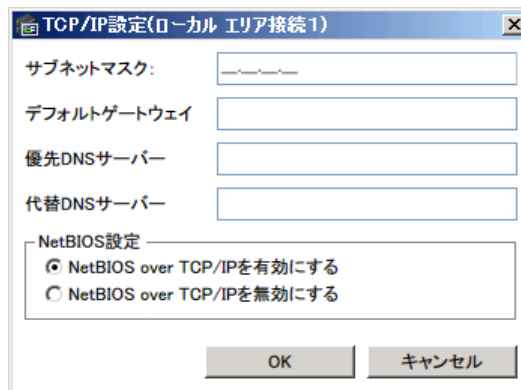 TCP/IP設定(ローカル エリア接続1)
サブネットマスク:
__.__.__.__
デフォルトゲートウェイ
優先DNSサーバー
代替DNSサーバー
NetBIOS設定
NetBIOS over TCP/IPを有効にする
NetBIOS over TCP/IPを無効にする
OK
キャンセル